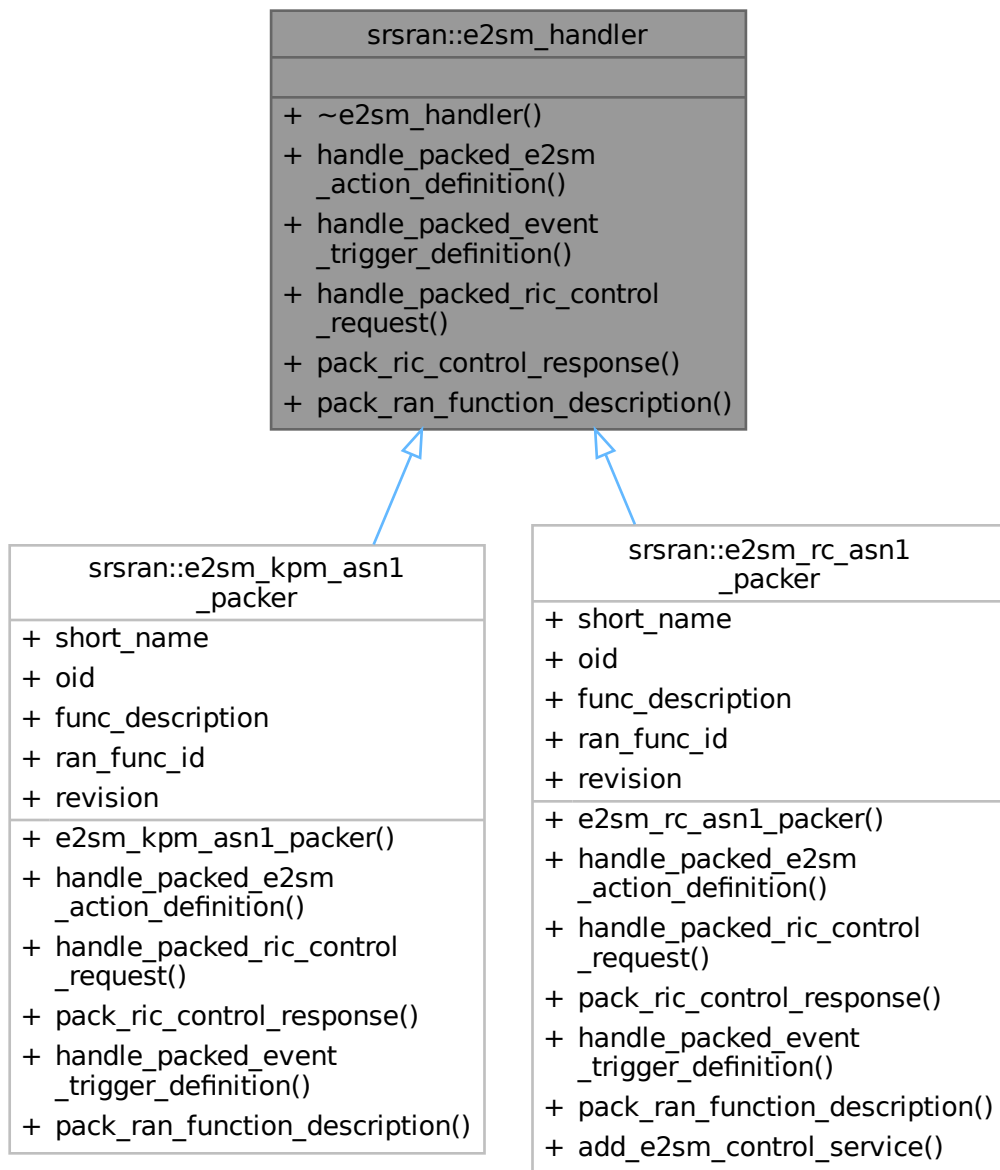 srsran::e2sm_handler
+ ~e2sm_handler()
+ handle_packed_e2sm
_action_definition()
+ handle_packed_event
_trigger_definition()
+ handle_packed_ric_control
_request()
+ pack_ric_control_response()
+ pack_ran_function_description()
srsran::e2sm_kpm_asn1
_packer
+ short_name
+ oid
+ func_description
+ ran_func_id
+ revision
+ e2sm_kpm_asn1_packer()
+ handle_packed_e2sm
_action_definition()
+ handle_packed_ric_control
_request()
+ pack_ric_control_response()
+ handle_packed_event
_trigger_definition()
+ pack_ran_function_description()
srsran::e2sm_rc_asn1
_packer
+ short_name
+ oid
+ func_description
+ ran_func_id
+ revision
+ e2sm_rc_asn1_packer()
+ handle_packed_e2sm
_action_definition()
+ handle_packed_ric_control
_request()
+ pack_ric_control_response()
+ handle_packed_event
_trigger_definition()
+ pack_ran_function_description()
+ add_e2sm_control_service()